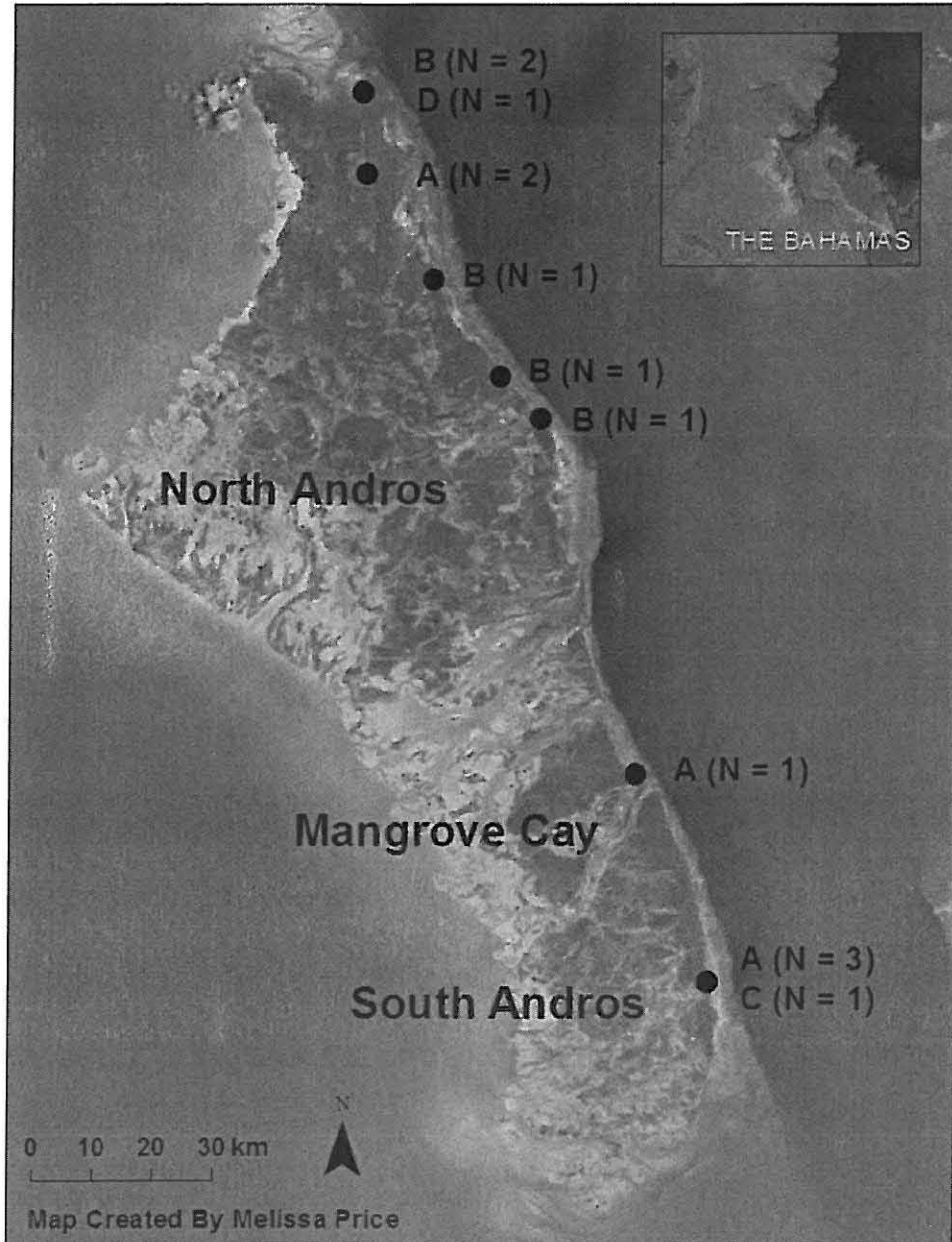 B (N = 2)
D (N = 1)
A (N = 2)
THE BAHAMAS
B (N = 1)
B (N = 1)
B (N = 1)
North Andros
A (N = 1)
Mangrove Cay
A (N = 3)
C (N = 1)
South Andros
N
0 10 20 30 km
Map Created By Melissa Price